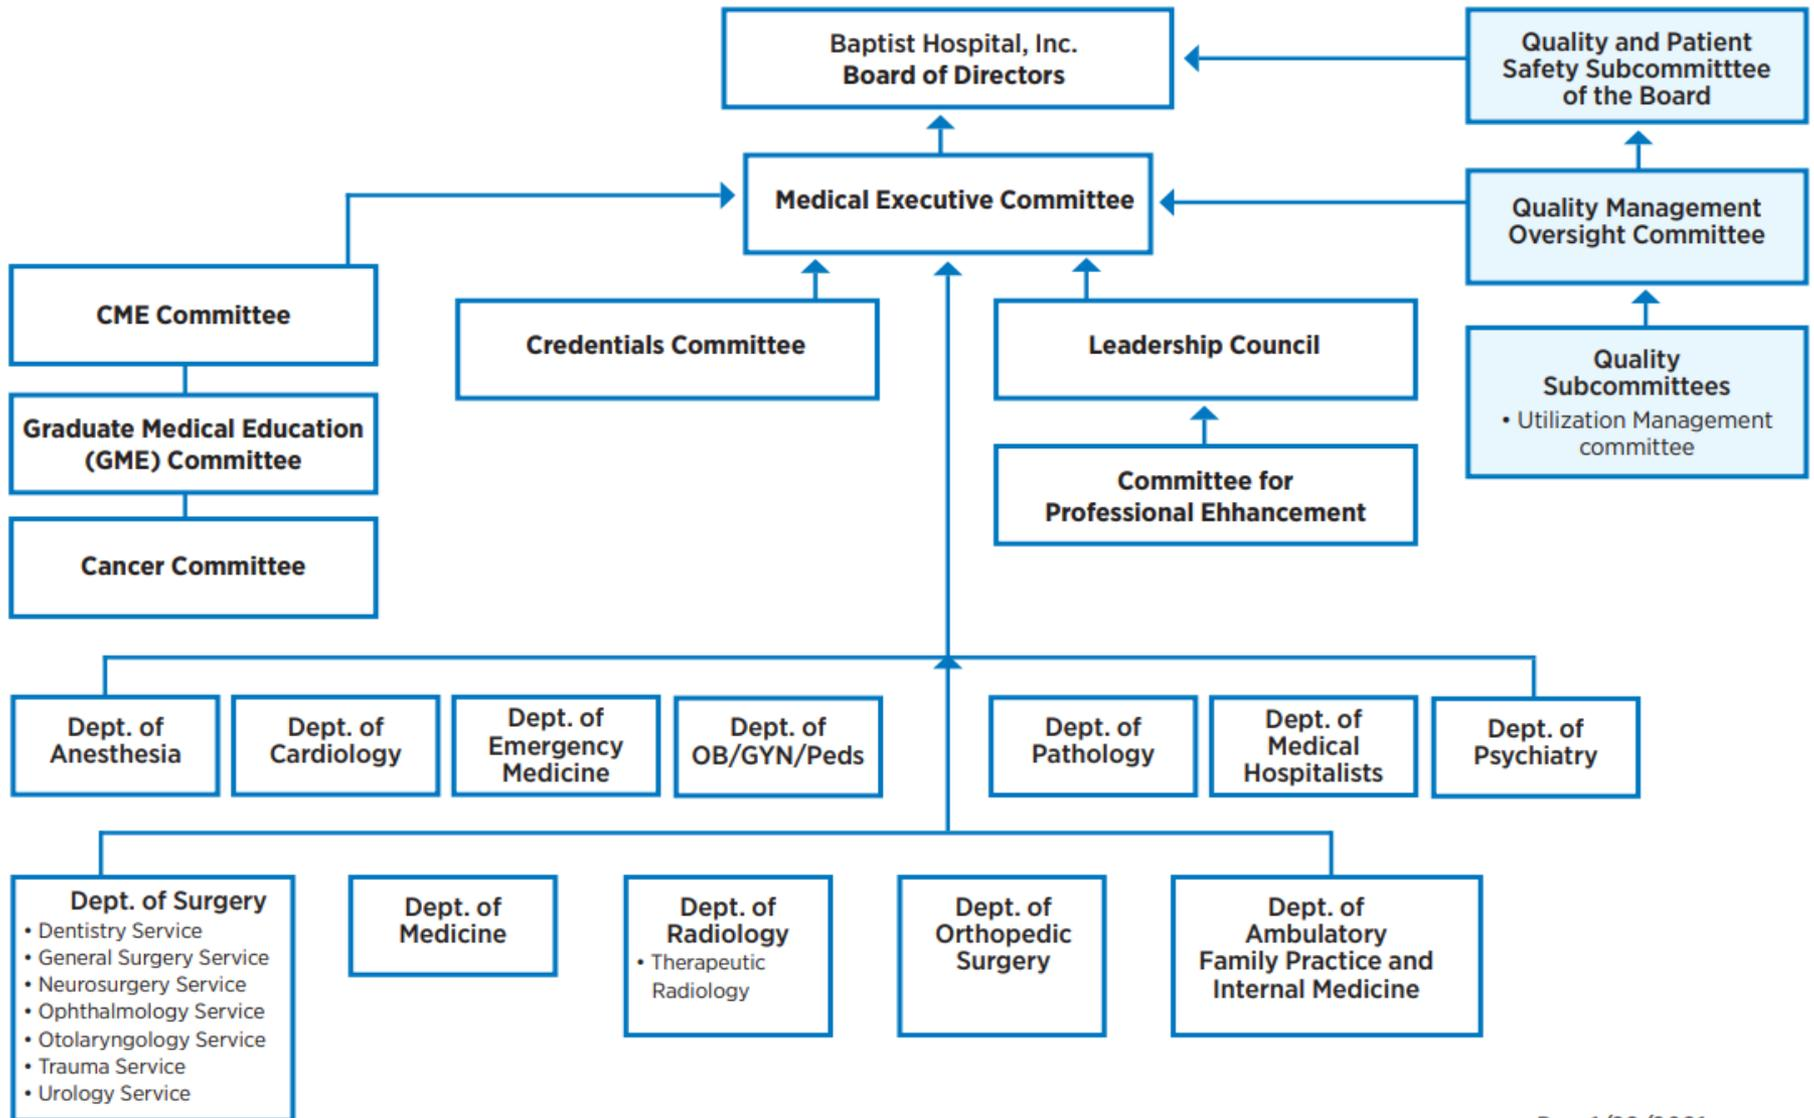 Baptist Hospital, Inc.
Board of Directors
Quality and Patient
Safety Subcommitttee
of the Board
Medical Executive Committee
Quality Management
Oversight Committee
CME Committee
Credentials Committee
Leadership Council
Quality
Subcommittees
• Utilization Management
committee
Graduate Medical Education
(GME) Committee
Committee for
Professional Ehhancement
Cancer Committee
Dept. of
Anesthesia
Dept. of
Cardiology
Dept. of
Emergency
Medicine
Dept. of
OB/GYN/Peds
Dept. of
Pathology
Dept. of
Medical
Hospitalists
Dept. of
Psychiatry
Dept. of Surgery
• Dentistry Service
• General Surgery Service
• Neurosurgery Service
• Ophthalmology Service
• Otolaryngology Service
• Trauma Service
• Urology Service
Dept. of
Medicine
Dept. of
Radiology
• Therapeutic
Radiology
Dept. of
Orthopedic
Surgery
Dept. of
Ambulatory
Family Practice and
Internal Medicine